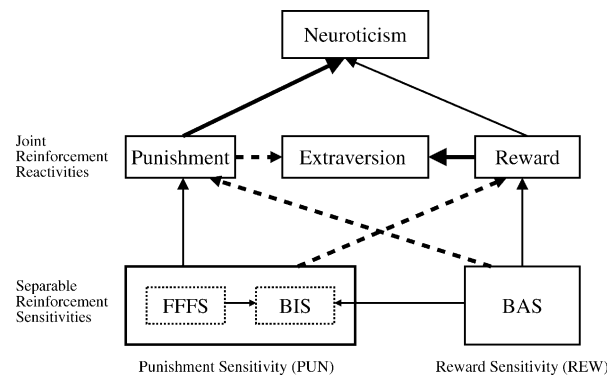 Neuroticism
Joint
Reinforcement
Reactivities
Punishment
Extraversion
Reward
Separable
Reinforcement
Sensitivities
FFFS
BIS
BAS
Punishment Sensitivity (PUN)
Reward Sensitivity (REW)